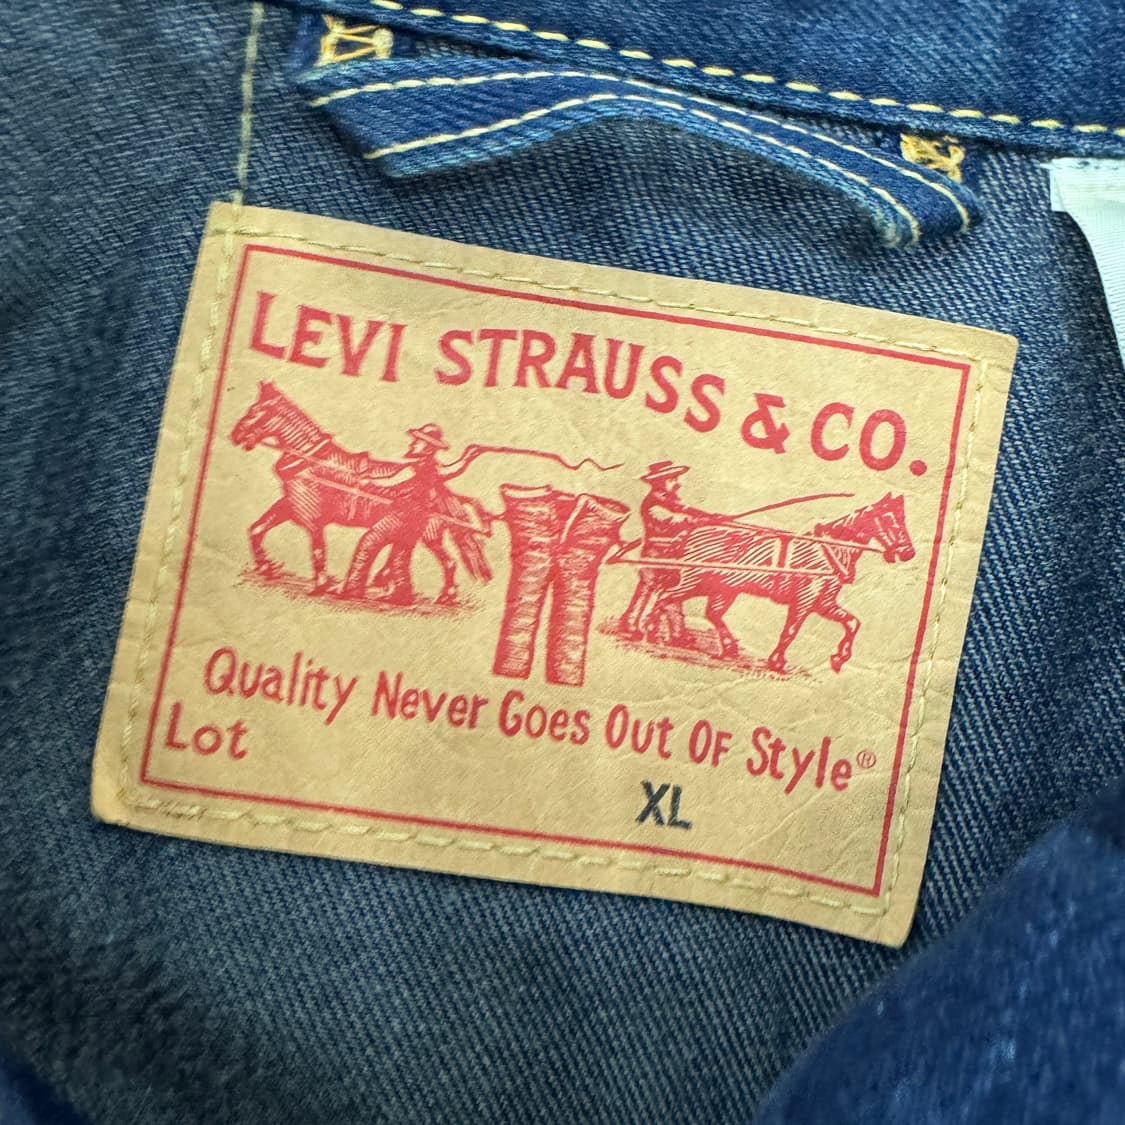 LEVI STRAUSS & CO.
Quality Never Goes Out Of Style®
Lot
XL